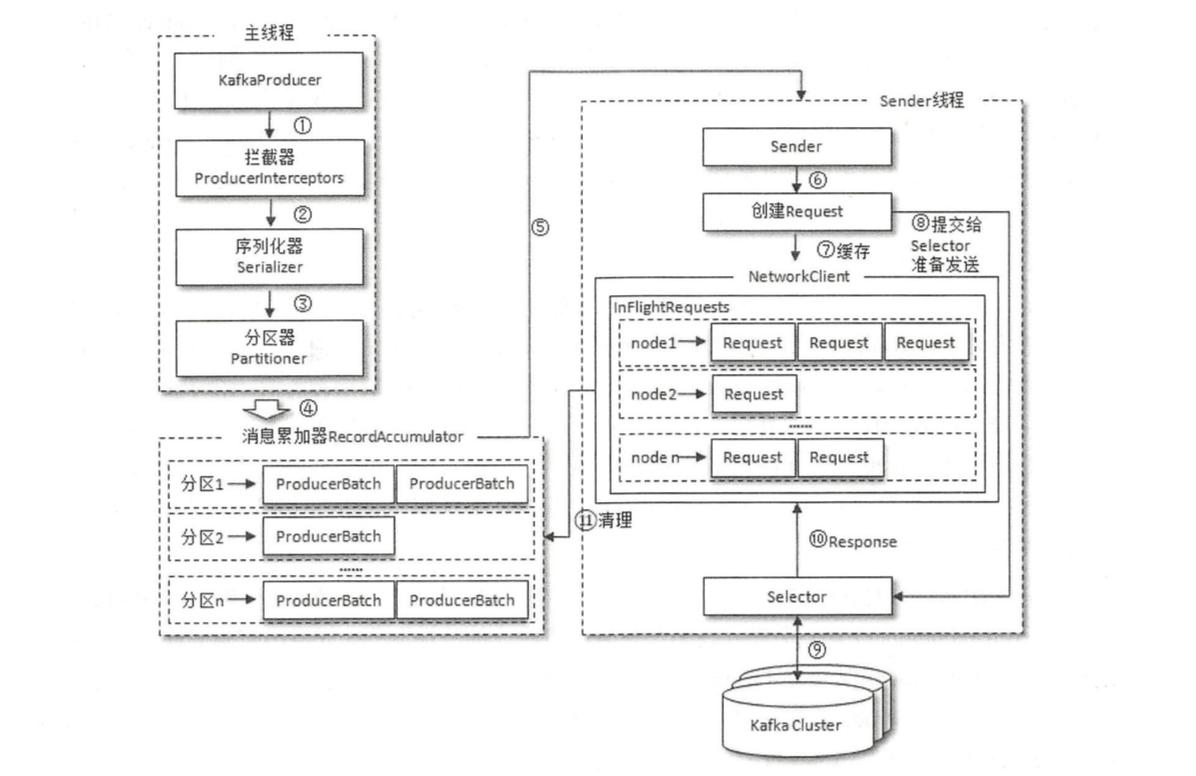 主线程
KafkaProducer
①
拦截器
ProducerInterceptors
②
序列化器
Serializer
③
分区器
Partitioner
④
消息累加器RecordAccumulator
分区1
ProducerBatch
ProducerBatch
分区2
ProducerBatch
......
分区n
ProducerBatch
ProducerBatch
⑤
Sender线程
Sender
⑥
创建Request
⑦缓存
⑧提交给
Selector
准备发送
NetworkClient
InFlightRequests
node1
Request
Request
Request
node2
Request
......
node n
Request
Request
⑪清理
⑩Response
Selector
⑨
Kafka Cluster